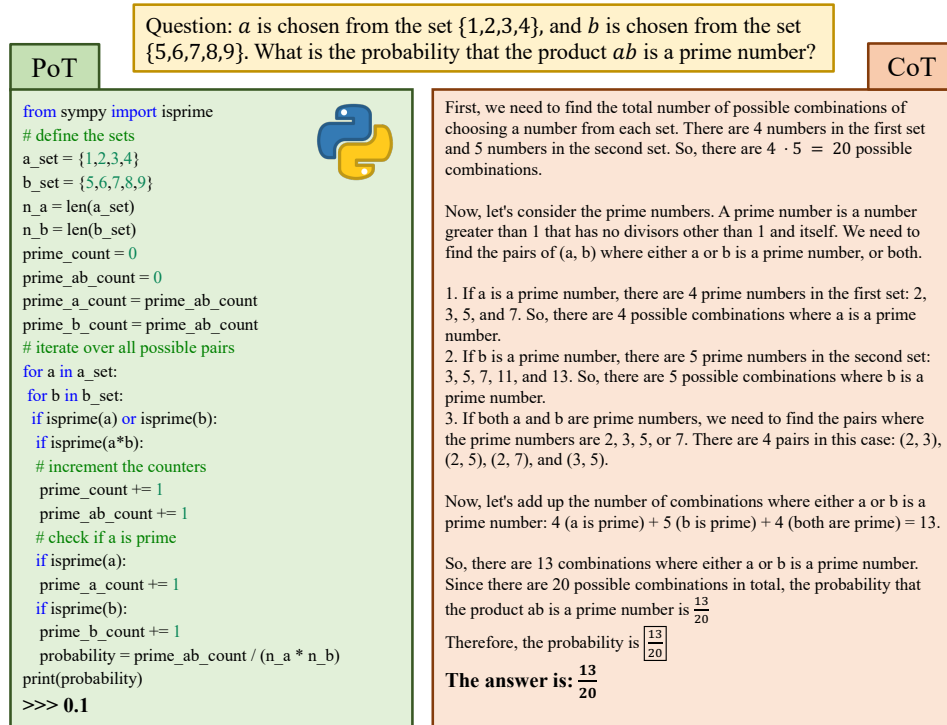 Question: a is chosen from the set {1,2,3,4}, and b is chosen from the set
{5,6,7,8,9}. What is the probability that the product ab is a prime number?
PoT
from sympy import isprime
# define the sets
a_set = {1,2,3,4}
b_set = {5,6,7,8,9}
n_a = len(a_set)
n_b = len(b_set)
prime_count = 0
prime_ab_count = 0
prime_a_count = prime_ab_count
prime_b_count = prime_ab_count
# iterate over all possible pairs
for a in a_set:
for b in b_set:
if isprime(a) or isprime(b):
if isprime(a*b):
# increment the counters
prime_count += 1
prime_ab_count += 1
# check if a is prime
if isprime(a):
prime_a_count += 1
if isprime(b):
prime_b_count += 1
probability = prime_ab_count / (n_a * n_b)
print(probability)
>>> 0.1
CoT
First, we need to find the total number of possible combinations of
choosing a number from each set. There are 4 numbers in the first set
and 5 numbers in the second set. So, there are 4 · 5 = 20 possible
combinations.
Now, let's consider the prime numbers. A prime number is a number
greater than 1 that has no divisors other than 1 and itself. We need to
find the pairs of (a, b) where either a or b is a prime number, or both.
1. If a is a prime number, there are 4 prime numbers in the first set: 2,
3, 5, and 7. So, there are 4 possible combinations where a is a prime
number.
2. If b is a prime number, there are 5 prime numbers in the second set:
3, 5, 7, 11, and 13. So, there are 5 possible combinations where b is a
prime number.
3. If both a and b are prime numbers, we need to find the pairs where
the prime numbers are 2, 3, 5, or 7. There are 4 pairs in this case: (2, 3),
(2, 5), (2, 7), and (3, 5).
Now, let's add up the number of combinations where either a or b is a
prime number: 4 (a is prime) + 5 (b is prime) + 4 (both are prime) = 13.
So, there are 13 combinations where either a or b is a prime number.
Since there are 20 possible combinations in total, the probability that
the product ab is a prime number is 13/20
Therefore, the probability is 13/20
The answer is: 13/20